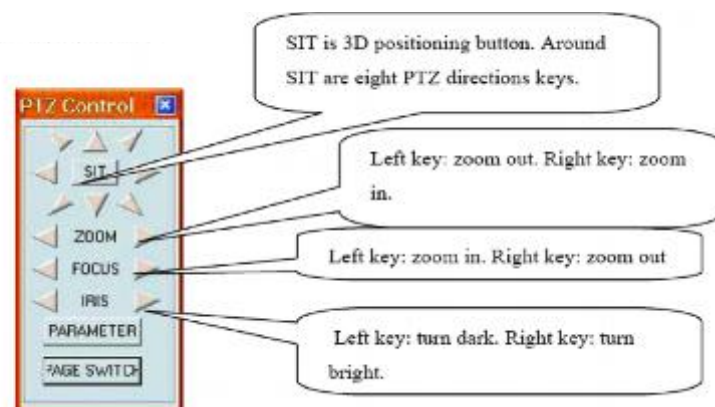 SIT is 3D positioning button. Around
SIT are eight PTZ directions keys.
PTZ Control
SIT
Left key: zoom out. Right key: zoom
in.
ZOOM
Left key: zoom in. Right key: zoom out
FOCUS
IRIS
Left key: turn dark. Right key: turn
bright.
PARAMETER
PAGE SWITCH